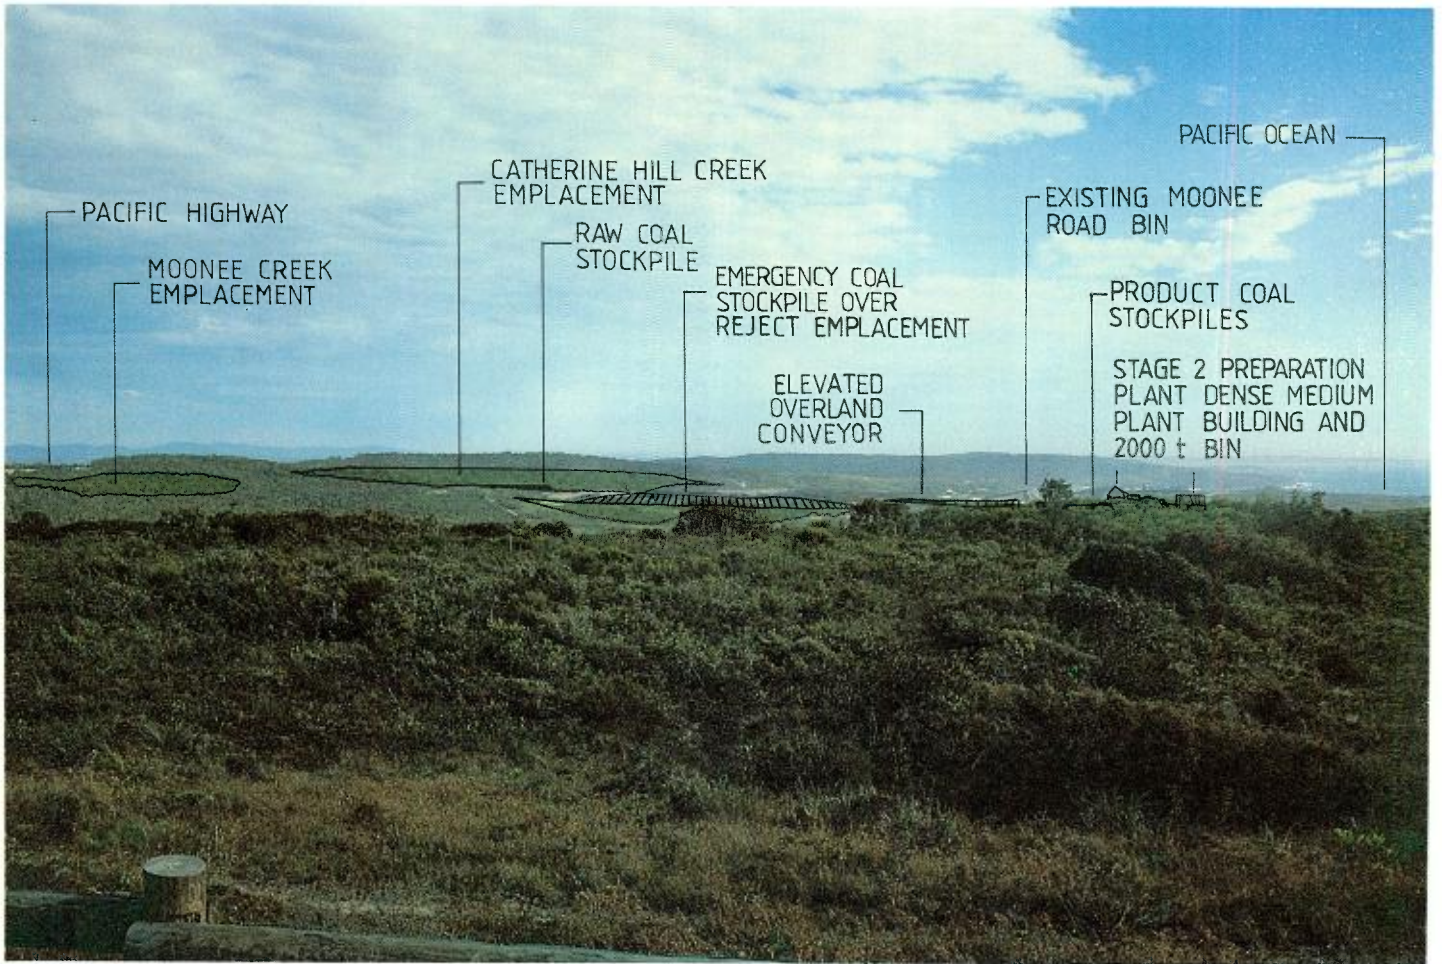 PACIFIC OCEAN
CATHERINE HILL CREEK
EMPLACEMENT
EXISTING MOONEE
ROAD BIN
PACIFIC HIGHWAY
RAW COAL
STOCKPILE
MOONEE CREEK
EMPLACEMENT
EMERGENCY COAL
STOCKPILE OVER
REJECT EMPLACEMENT
PRODUCT COAL
STOCKPILES
ELEVATED
OVERLAND
CONVEYOR
STAGE 2 PREPARATION
PLANT DENSE MEDIUM
PLANT BUILDING AND
2000 t BIN